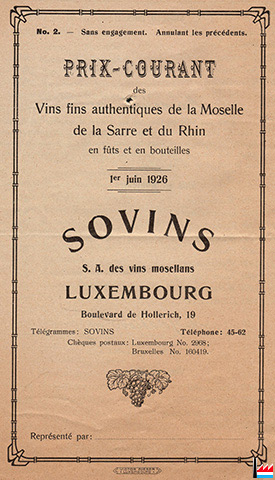 No. 2. — Sans engagement. Annulant les précédents.
PRIX-COURANT
des
Vins fins authentiques de la Moselle
de la Sarre et du Rhin
en fûts et en bouteilles
1er juin 1926
SOVINS
S. A. des vins mosellans
LUXEMBOURG
Boulevard de Hollerich, 19
Télégrammes: SOVINS Téléphone: 45-62
Chèques postaux: Luxembourg No. 2968;
Bruxelles No. 160419.
Représenté par: